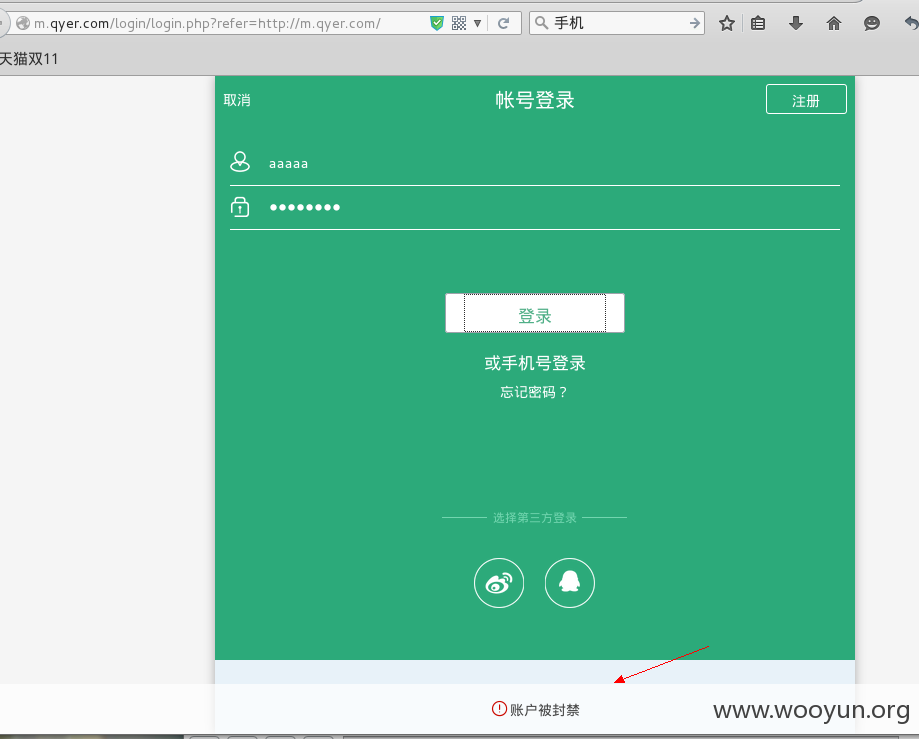 m.qyer.com/login/login.php?refer=http://m.qyer.com/
手机
天猫双11
取消
帐号登录
注册
aaaaa
登录
或手机号登录
忘记密码？
选择第三方登录
账户被封禁
www.wooyun.org